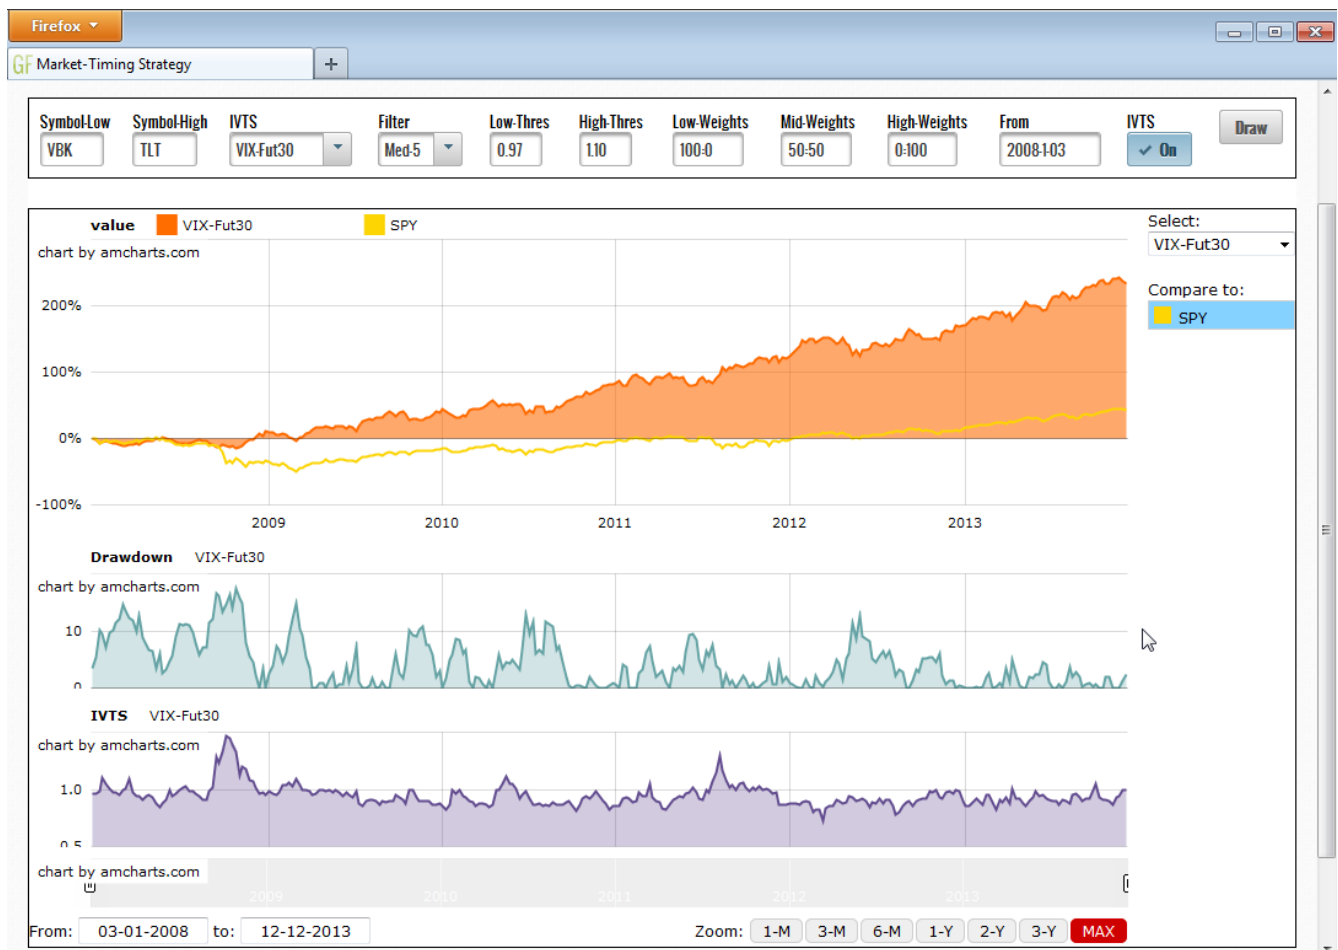 Firefox
GF Market-Timing Strategy
Symbol-Low Symbol-High IVTS Filter Low-Thres High-Thres Low-Weights Mid-Weights High-Weights From IVTS
VBK TLT VIX-Fut30 Med-5 0.97 1.10 100:0 50:50 0:100 2008-1-03 On Draw
value VIX-Fut30 SPY
chart by amcharts.com
200%
100%
0%
-100%
2009 2010 2011 2012 2013
Select:
VIX-Fut30
Compare to:
SPY
Drawdown VIX-Fut30
chart by amcharts.com
10
0
IVTS VIX-Fut30
chart by amcharts.com
1.0
0.5
chart by amcharts.com
2009 2010 2011 2012 2013
From: 03-01-2008 to: 12-12-2013 Zoom: 1-M 3-M 6-M 1-Y 2-Y 3-Y MAX